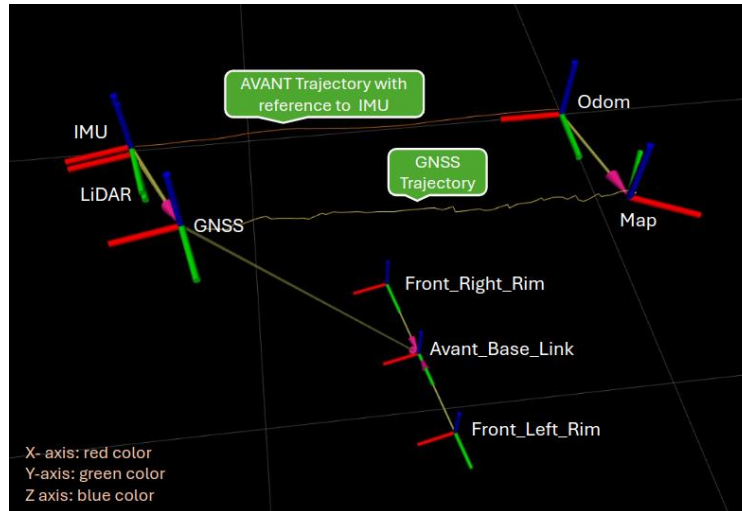 AVANT Trajectory with
reference to IMU
Odom
IMU
GNSS
Trajectory
LiDAR
GNSS
Map
Front_Right_Rim
Avant_Base_Link
Front_Left_Rim
X- axis: red color
Y-axis: green color
Z axis: blue color